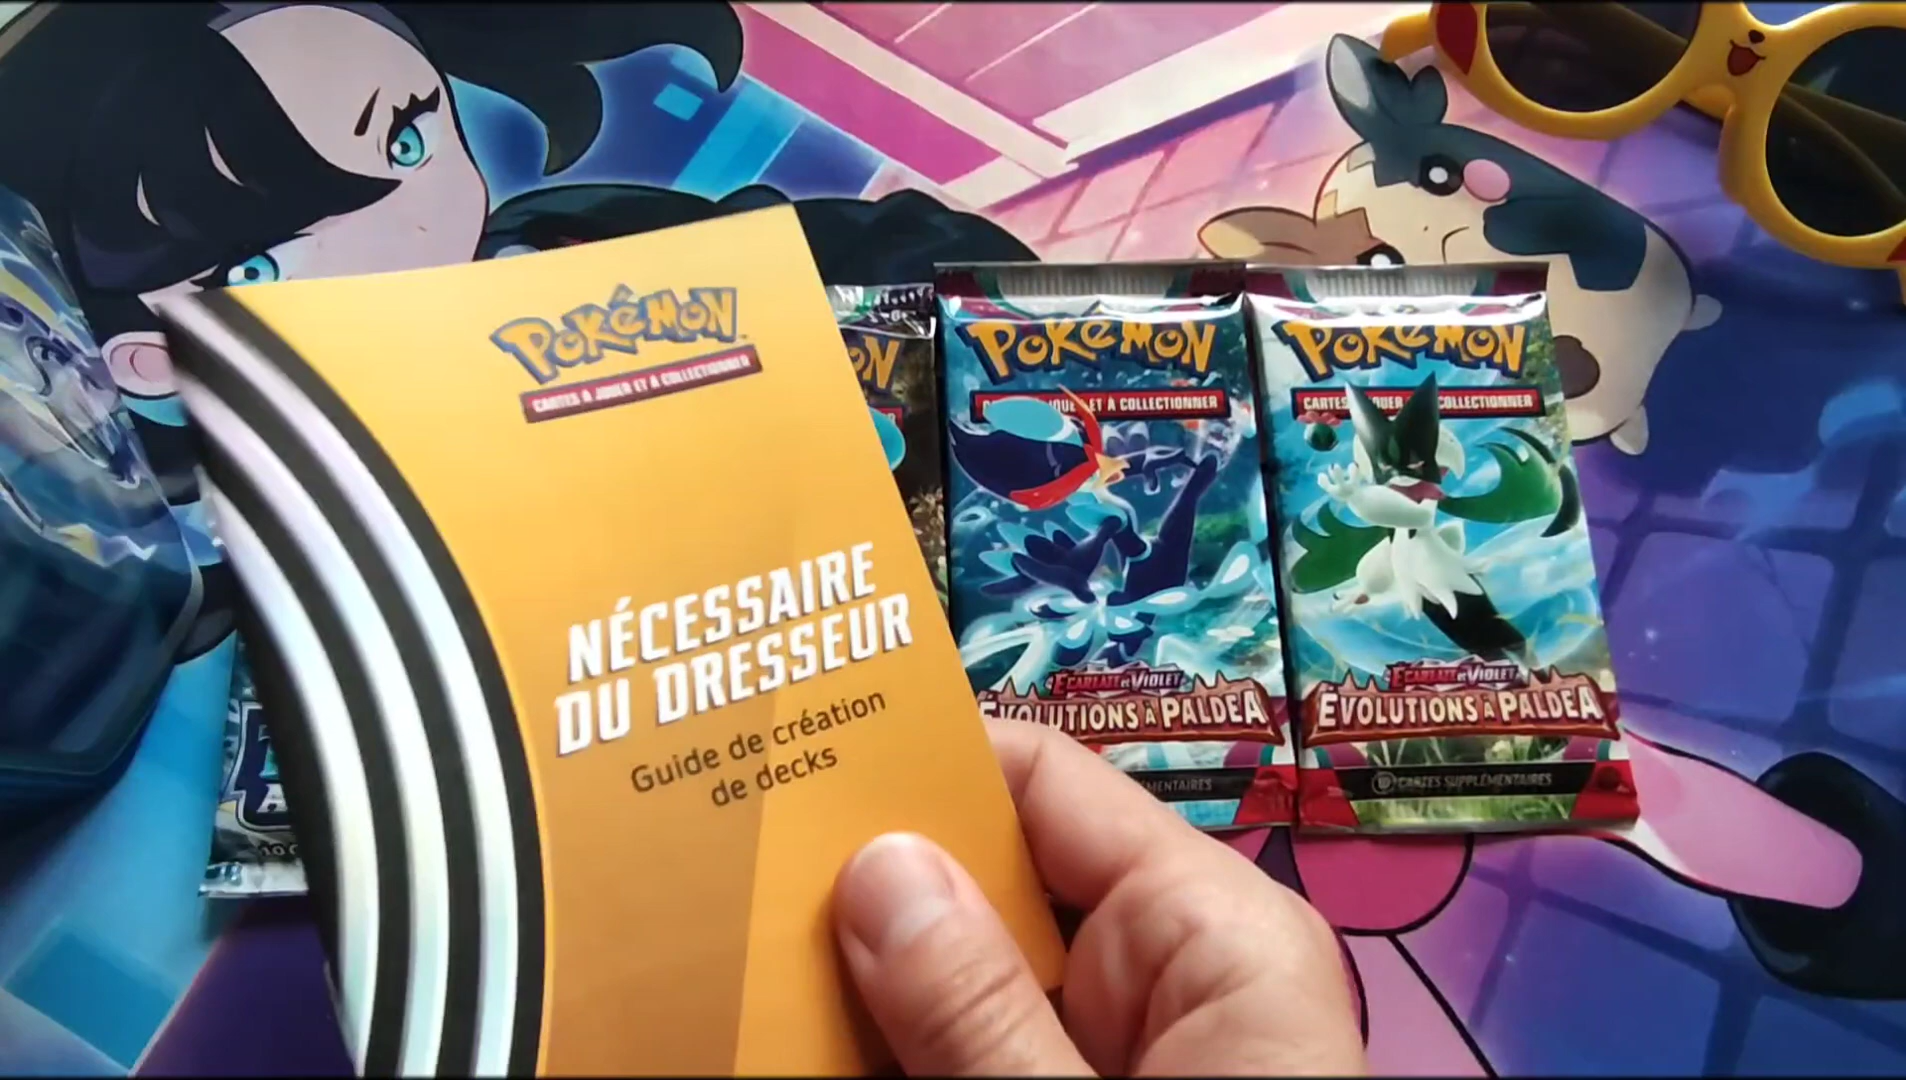 POKÉMON
CARTES À JOUER ET À COLLECTIONNER
NÉCESSAIRE
DU DRESSEUR
Guide de création
de decks
POKÉMON
ET À COLLECTIONNER
ÉCARLATE ET VIOLET
ÉVOLUTIONS À PALDEA
POKÉMON
CARTES JOUER COLLECTIONNER
ÉCARLATE ET VIOLET
ÉVOLUTIONS À PALDEA
10 CARTES SUPPLÉMENTAIRES